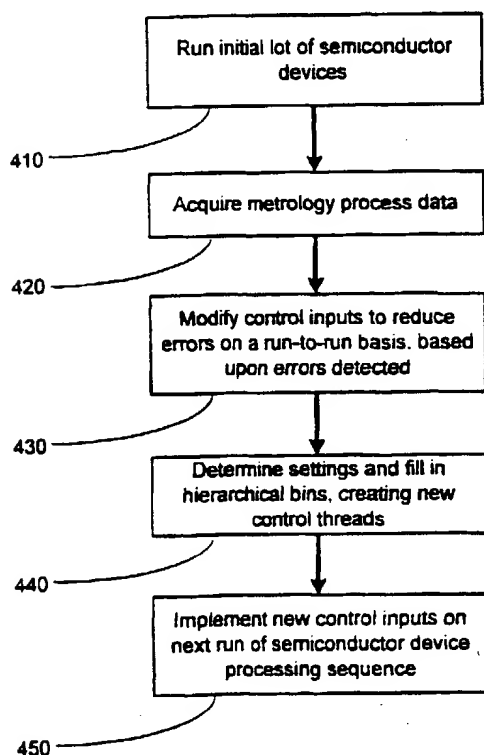 Run initial lot of semiconductor
devices
410
Acquire metrology process data
420
Modify control inputs to reduce
errors on a run-to-run basis, based
upon errors detected
430
Determine settings and fill in
hierarchical bins, creating new
control threads
440
Implement new control inputs on
next run of semiconductor device
processing sequence
450